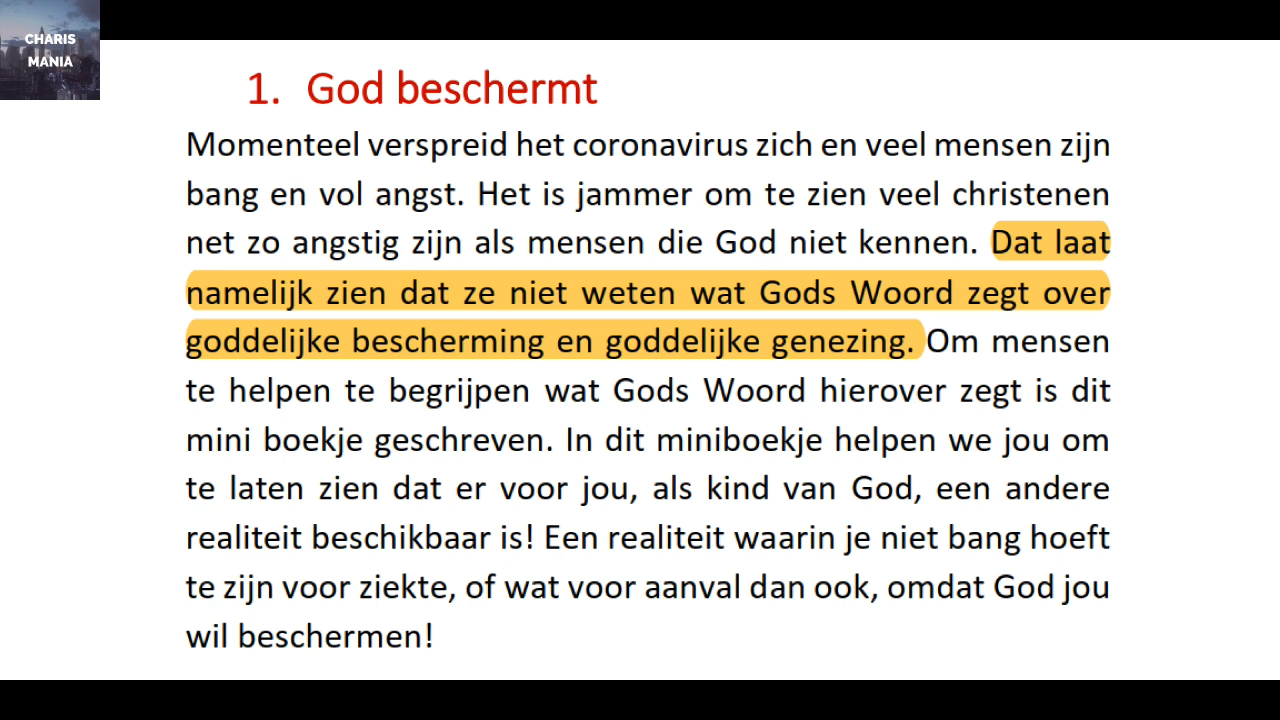 CHARIS
MANIA
1. God beschermt
Momenteel verspreid het coronavirus zich en veel mensen zijn
bang en vol angst. Het is jammer om te zien veel christenen
net zo angstig zijn als mensen die God niet kennen. Dat laat
namelijk zien dat ze niet weten wat Gods Woord zegt over
goddelijke bescherming en goddelijke genezing. Om mensen
te helpen te begrijpen wat Gods Woord hierover zegt is dit
mini boekje geschreven. In dit miniboekje helpen we jou om
te laten zien dat er voor jou, als kind van God, een andere
realiteit beschikbaar is! Een realiteit waarin je niet bang hoeft
te zijn voor ziekte, of wat voor aanval dan ook, omdat God jou
wil beschermen!